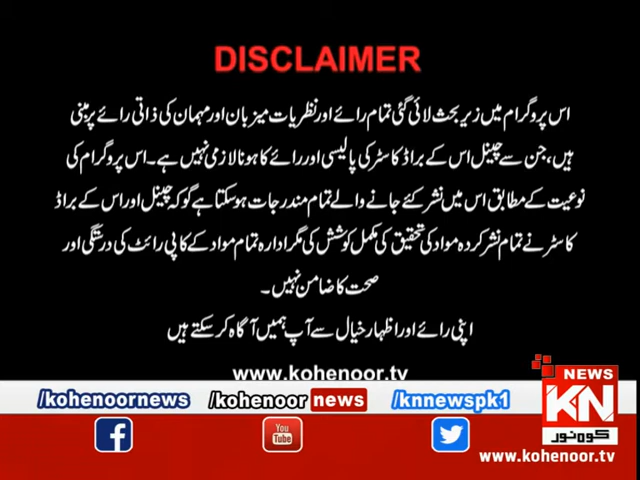 DISCLAIMER
اس پروگرام میں زیر بحث لائی گئی تمام رائے اور نظریات میزبان اور مہمان کی ذاتی رائے پر مبنی
ہیں، جن سے چینل اس کے براڈ کاسٹر کی پالیسی اور رائے کا ہونا لازمی نہیں ہے۔ اس پروگرام کی
نوعیت کے مطابق اس میں نشر کئے جانے والے تمام مندرجات ہو سکتا ہے گو کہ چینل اور اس کے براڈ
کاسٹر نے تمام نشر کردہ مواد کی تحقیق کی مکمل کوشش کی مگر ادارہ تمام مواد کے کاپی رائٹ کی درستگی اور
صحت کا ضامن نہیں۔
اپنی رائے اور اظہار خیال سے آپ ہمیں آگاہ کر سکتے ہیں
www.kohenoor.tv
/kohenoornews /kohenoor news /knnewspk1
You Tube
NEWS
KN
کوہ نور
www.kohenoor.tv